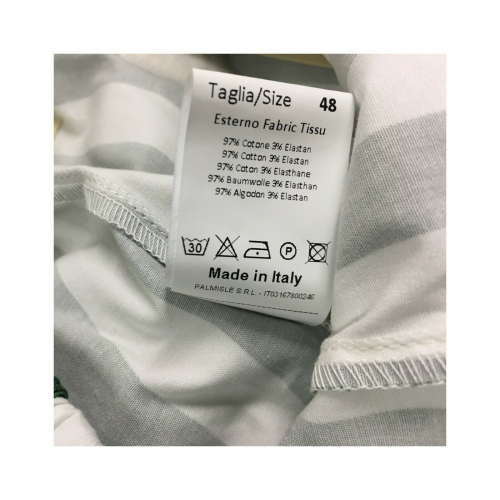 Taglia/Size 48
Esterno Fabric Tissu
97% Cotone 3% Elastan
97% Cotton 3% Elastan
97% Coton 3% Elasthane
97% Baumwolle 3% Elasthan
97% Algodon 3% Elastan
30 P
Made in Italy
PALMISLE S.R.L - IT03167800246